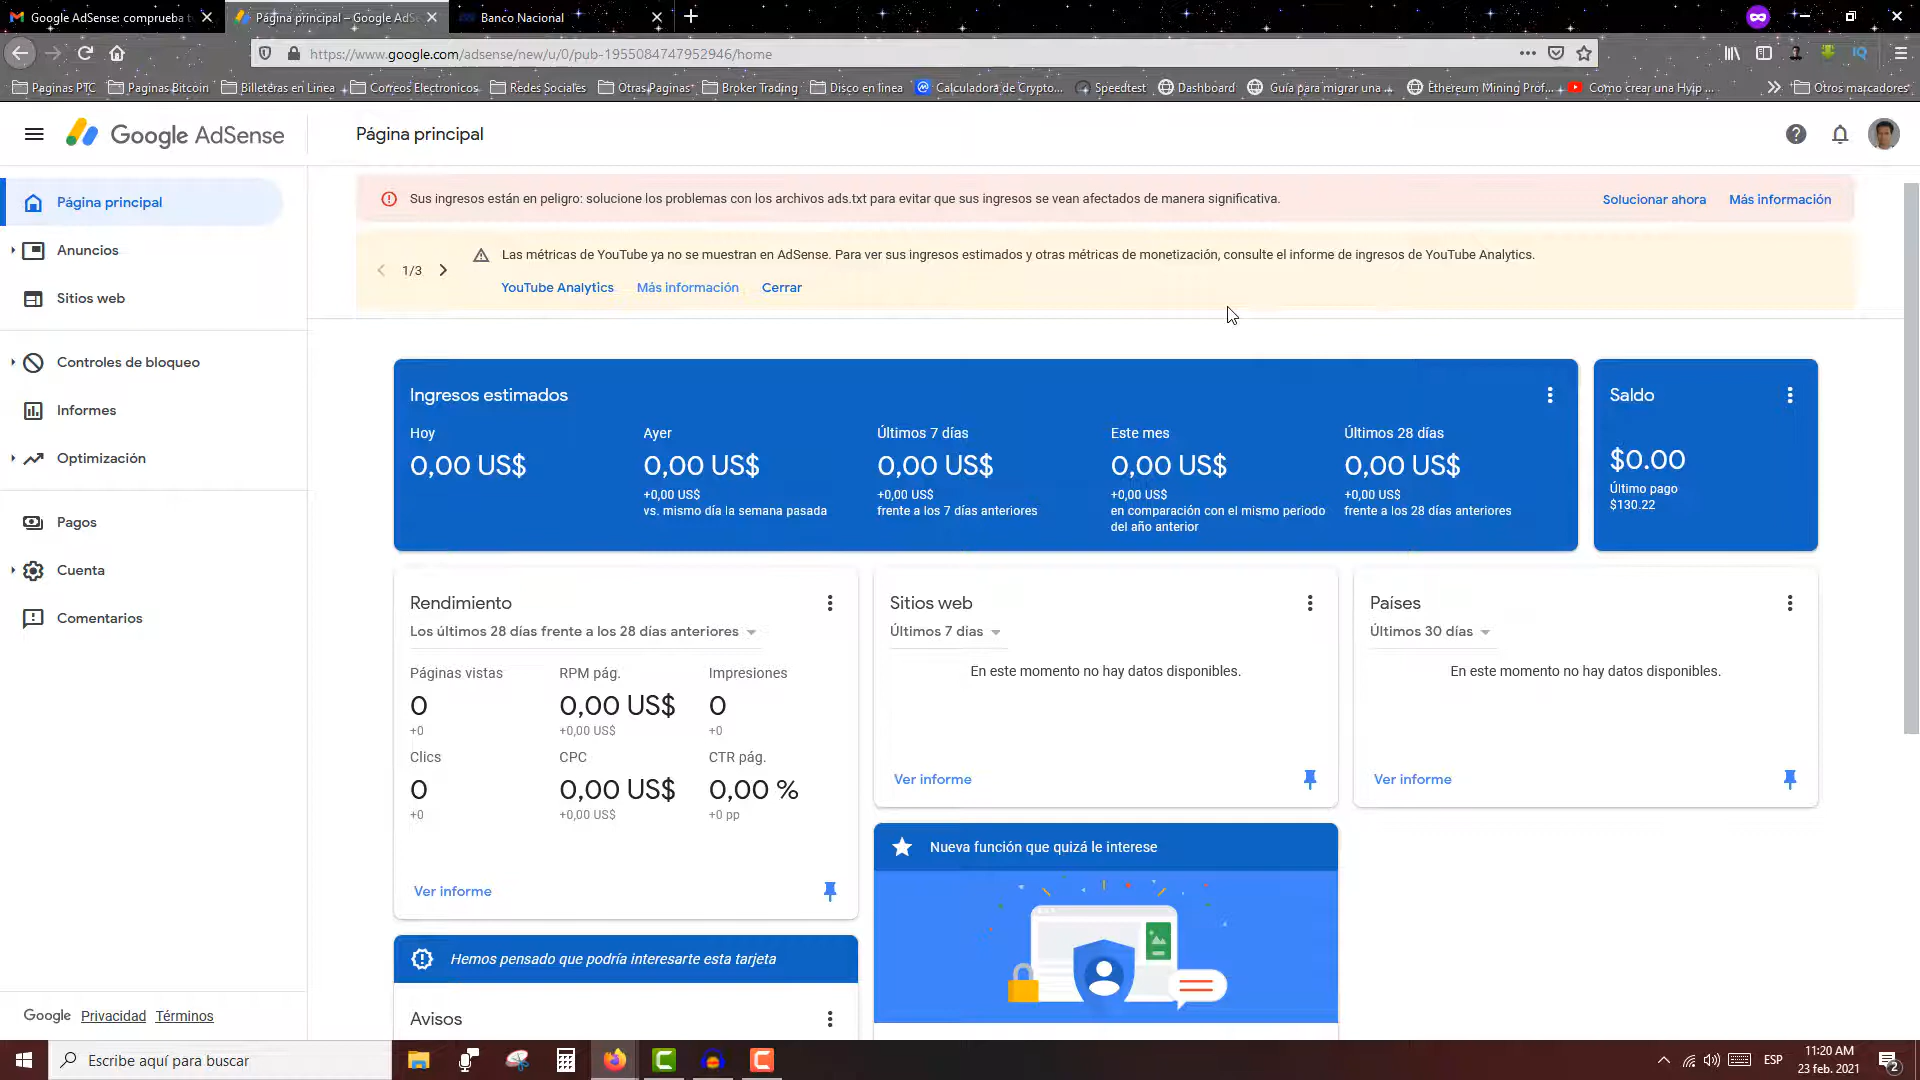 Google AdSense: comprueba t
Página principal – Google AdSe
Banco Nacional
https://www.google.com/adsense/new/u/0/pub-1955084747952946/home
Paginas PTC
Paginas Bitcoin
Billeteras en Linea
Correos Electronicos
Redes Sociales
Otras Paginas
Broker Trading
Disco en linea
Calculadora de Crypto...
Speedtest
Dashboard
Guía para migrar una ...
Ethereum Mining Prof...
Como crear una Hyip ...
Otros marcadores
Google AdSense
Página principal
Página principal
Anuncios
Sitios web
Controles de bloqueo
Informes
Optimización
Pagos
Cuenta
Comentarios
Google Privacidad Términos
Sus ingresos están en peligro: solucione los problemas con los archivos ads.txt para evitar que sus ingresos se vean afectados de manera significativa.
Solucionar ahora
Más información
1/3
Las métricas de YouTube ya no se muestran en AdSense. Para ver sus ingresos estimados y otras métricas de monetización, consulte el informe de ingresos de YouTube Analytics.
YouTube Analytics
Más información
Cerrar
Ingresos estimados
Hoy
0,00 US$
Ayer
0,00 US$
+0,00 US$
vs. mismo día la semana pasada
Últimos 7 días
0,00 US$
+0,00 US$
frente a los 7 días anteriores
Este mes
0,00 US$
+0,00 US$
en comparación con el mismo periodo
del año anterior
Últimos 28 días
0,00 US$
+0,00 US$
frente a los 28 días anteriores
Saldo
$0.00
Último pago
$130.22
Rendimiento
Los últimos 28 días frente a los 28 días anteriores
Páginas vistas
0
+0
RPM pág.
0,00 US$
+0,00 US$
Impresiones
0
+0
Clics
0
+0
CPC
0,00 US$
+0,00 US$
CTR pág.
0,00 %
+0 pp
Ver informe
Sitios web
Últimos 7 dias
En este momento no hay datos disponibles.
Ver informe
Países
Últimos 30 días
En este momento no hay datos disponibles.
Ver informe
Nueva función que quizá le interese
Hemos pensado que podría interesarte esta tarjeta
Avisos
Escribe aquí para buscar
ESP
11:20 AM
23 feb. 2021
2